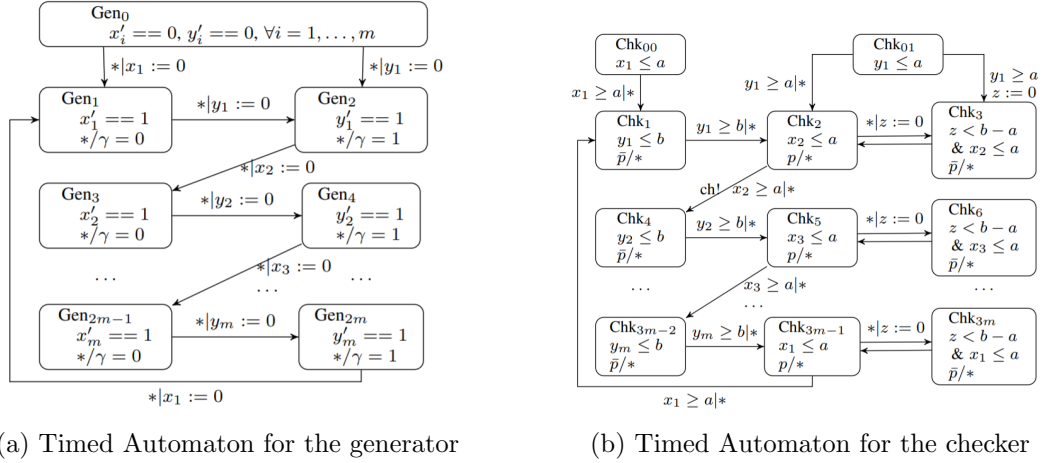 Gen₀
x′ᵢ == 0, y′ᵢ == 0, ∀i = 1, . . . , m
∗|x₁ := 0
∗|y₁ := 0
Gen₁
x′₁ == 1
∗/γ = 0
∗|y₁ := 0
Gen₂
y′₁ == 1
∗/γ = 1
∗|x₂ := 0
Gen₃
x′₂ == 1
∗/γ = 0
∗|y₂ := 0
Gen₄
y′₂ == 1
∗/γ = 1
∗|x₃ := 0
. . .
. . .
. . .
Gen₂ₘ₋₁
x′ₘ == 1
∗/γ = 0
∗|yₘ := 0
Gen₂ₘ
y′ₘ == 1
∗/γ = 1
∗|x₁ := 0
a) Timed Automaton for the generator
Chk₀₀
x₁ ≤ a
Chk₀₁
y₁ ≤ a
x₁ ≥ a|∗
y₁ ≥ a|∗
y₁ ≥ a
z := 0
Chk₁
y₁ ≤ b
p̄/∗
y₁ ≥ b|∗
Chk₂
x₂ ≤ a
p/∗
∗|z := 0
Chk₃
z < b − a
& x₂ ≤ a
p̄/∗
ch! x₂ ≥ a|∗
Chk₄
y₂ ≤ b
p̄/∗
y₂ ≥ b|∗
Chk₅
x₃ ≤ a
p/∗
∗|z := 0
Chk₆
z < b − a
& x₃ ≤ a
p̄/∗
x₃ ≥ a|∗
. . .
. . .
. . .
Chk₃ₘ₋₂
yₘ ≤ b
p̄/∗
yₘ ≥ b|∗
Chk₃ₘ₋₁
x₁ ≤ a
p/∗
∗|z := 0
Chk₃ₘ
z < b − a
& x₁ ≤ a
p̄/∗
x₁ ≥ a|∗
(b) Timed Automaton for the checker